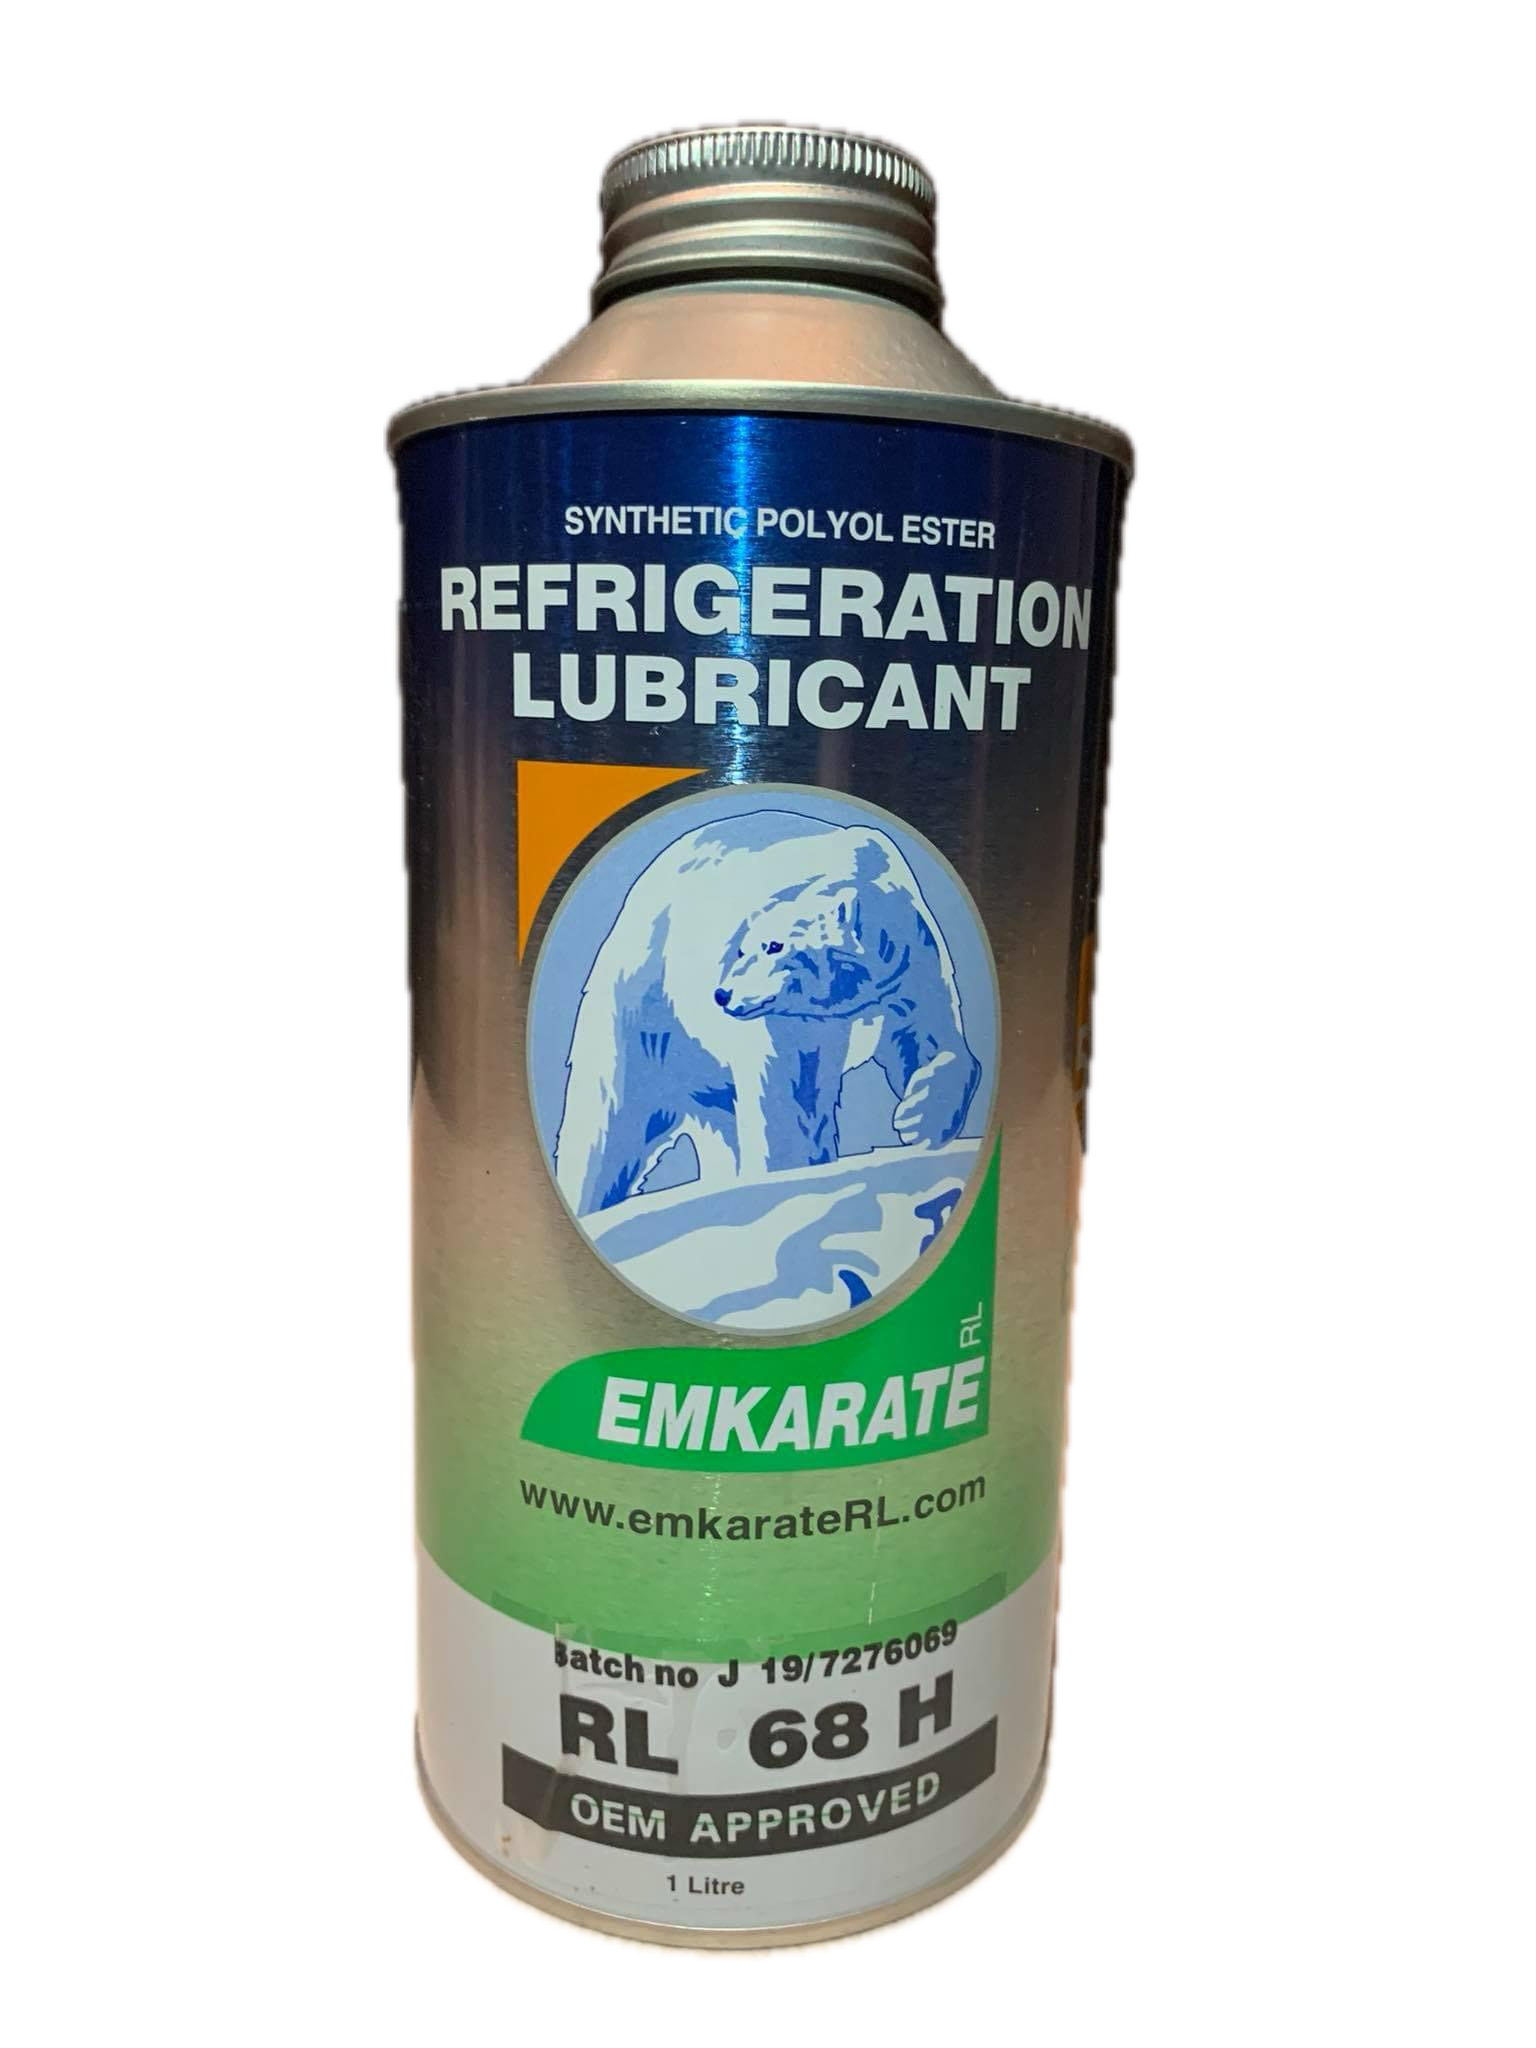 SYNTHETIC POLYOL ESTER
REFRIGERATION
LUBRICANT
EMKARATE RL
www.emkarateRL.com
Batch no J 19/7276069
RL 68 H
OEM APPROVED
1 Litre